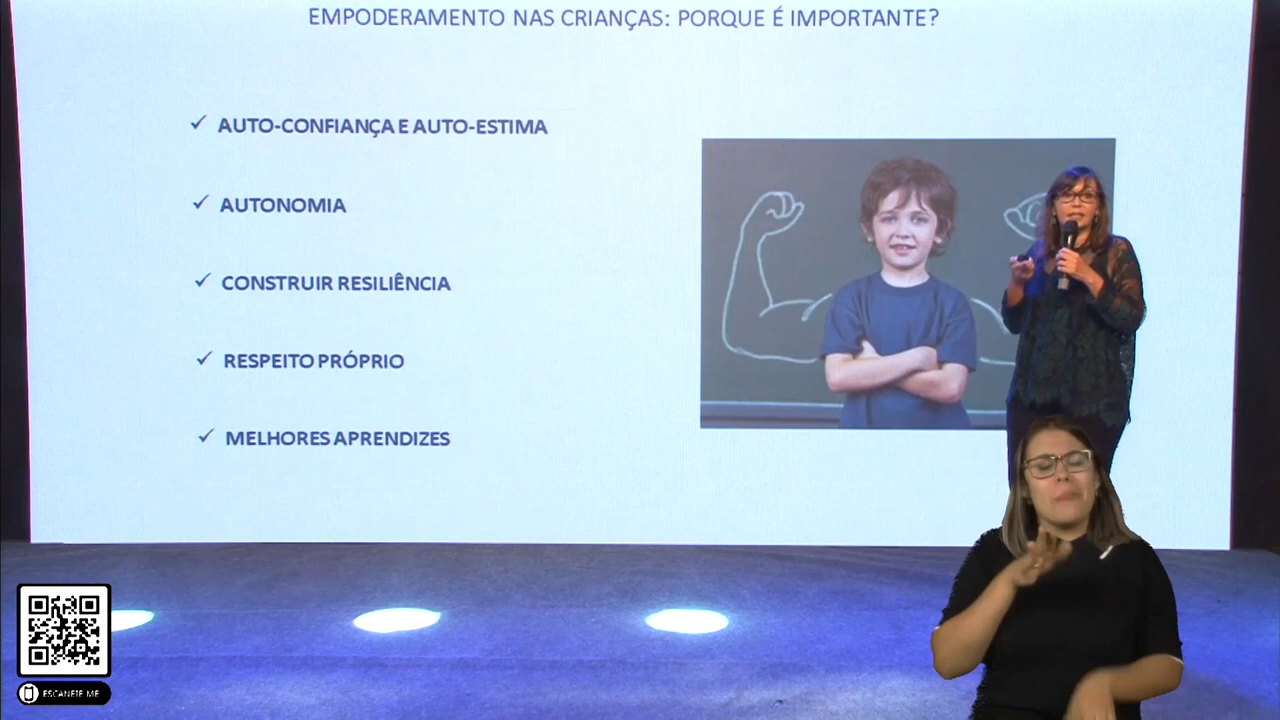 EMPODERAMENTO NAS CRIANÇAS: PORQUE É IMPORTANTE?
✓ AUTO-CONFIANÇA E AUTO-ESTIMA
✓ AUTONOMIA
✓ CONSTRUIR RESILIÊNCIA
✓ RESPEITO PRÓPRIO
✓ MELHORES APRENDIZES
ESCANEIE ME